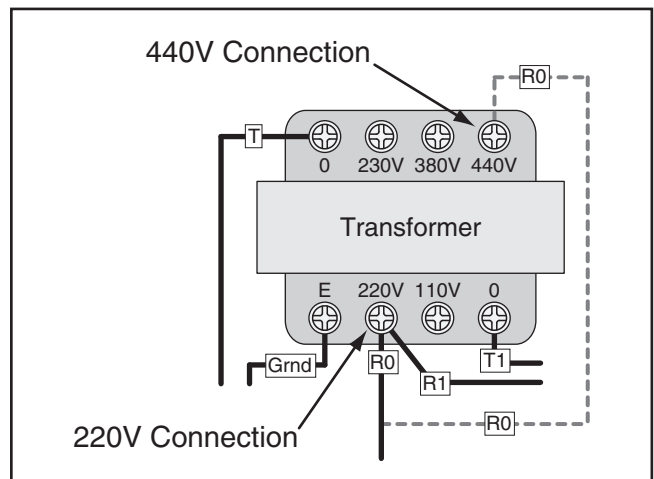 440V Connection
R0
T
0 230V 380V 440V
Transformer
E 220V 110V 0
Grnd
R0
T1
R1
220V Connection
R0